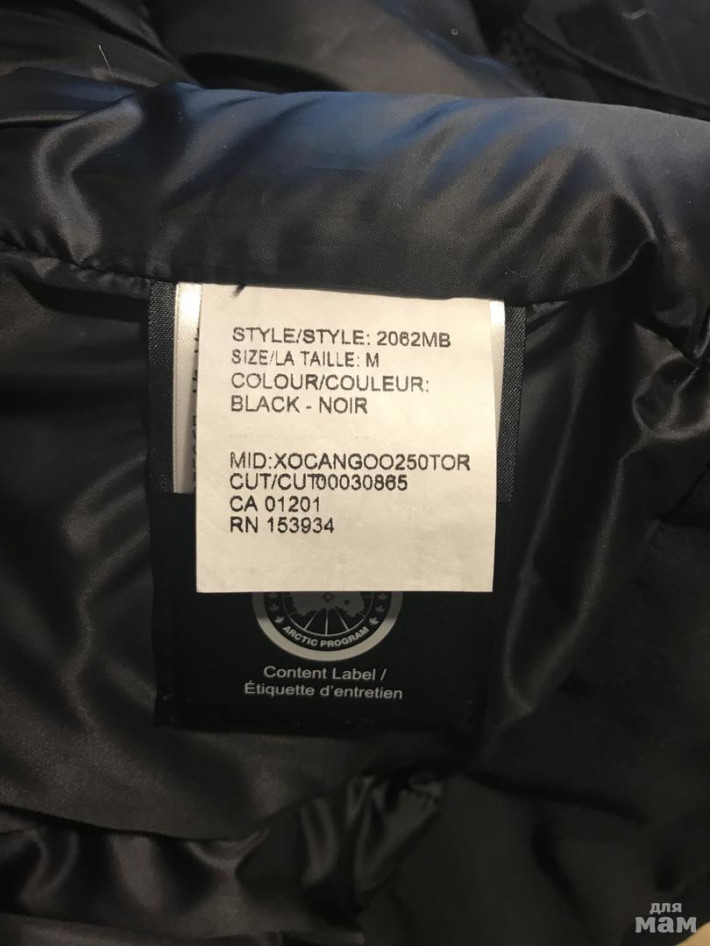 STYLE/STYLE: 2062MB
SIZE/LA TAILLE: M
COLOUR/COULEUR:
BLACK - NOIR
MID:XOCANGOO250TOR
CUT/CUT00030865
CA 01201
RN 153934
ARCTIC PROGRAM
Content Label /
Étiquette d'entretien
для
мам